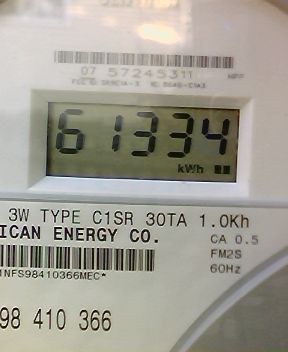 07 57245311
61334
kWh
3W TYPE C1SR 30TA 1.0Kh
ICAN ENERGY CO.
CA 0.5
FM2S
60Hz
NFS98410366MEC*
98 410 366